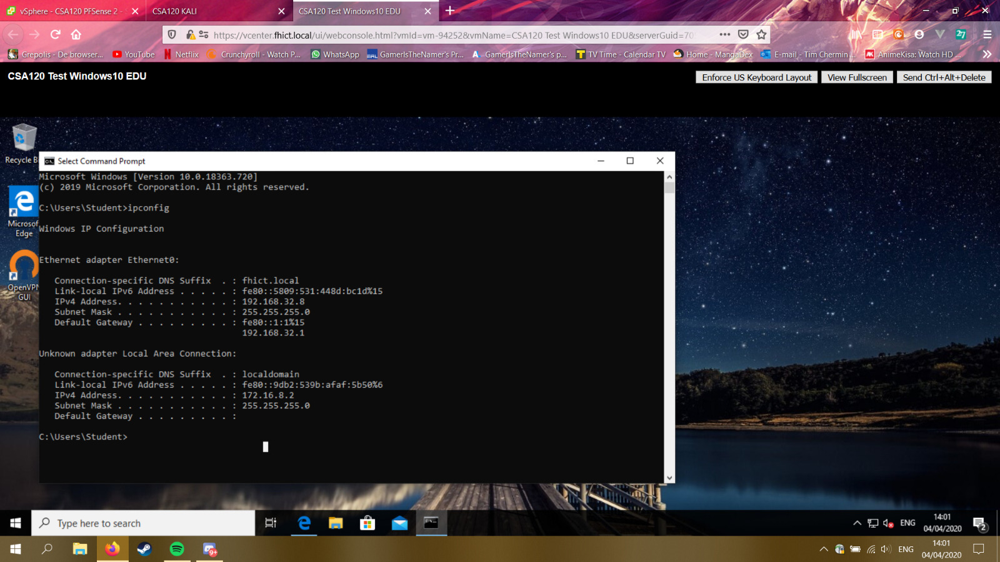 vSphere - CSA120 PFSense 2 - S
CSA120 KALI
CSA120 Test Windows10 EDU
https://vcenter.fhict.local/ui/webconsole.html?vmId=vm-94252&vmName=CSA120 Test Windows10 EDU&serverGuid=70
27
Grepolis - De browser...
YouTube
Netflix
Crunchyroll - Watch P...
WhatsApp
MAL
GamerIsTheNamer's Pr...
GamerIsTheNamer's p...
TV Time - Calendar TV
Home - MangaDex
E-mail - Tim Chermin ...
AK
AnimeKisa: Watch HD ...
CSA120 Test Windows10 EDU
Enforce US Keyboard Layout
View Fullscreen
Send Ctrl+Alt+Delete
Recycle B
Microsof
Edge
OpenVPN
GUI
Select Command Prompt
Microsoft Windows [Version 10.0.18363.720]
(c) 2019 Microsoft Corporation. All rights reserved.
C:\Users\Student>ipconfig
Windows IP Configuration
Ethernet adapter Ethernet0:
Connection-specific DNS Suffix  . : fhict.local
Link-local IPv6 Address . . . . . : fe80::5809:531:448d:bc1d%15
IPv4 Address. . . . . . . . . . . : 192.168.32.8
Subnet Mask . . . . . . . . . . . : 255.255.255.0
Default Gateway . . . . . . . . . : fe80::1:1%15
192.168.32.1
Unknown adapter Local Area Connection:
Connection-specific DNS Suffix  . : localdomain
Link-local IPv6 Address . . . . . : fe80::9db2:539b:afaf:5b50%6
IPv4 Address. . . . . . . . . . . : 172.16.8.2
Subnet Mask . . . . . . . . . . . : 255.255.255.0
Default Gateway . . . . . . . . . :
C:\Users\Student>
Type here to search
ENG
14:01
04/04/2020
2
9+
ENG
14:01
04/04/2020